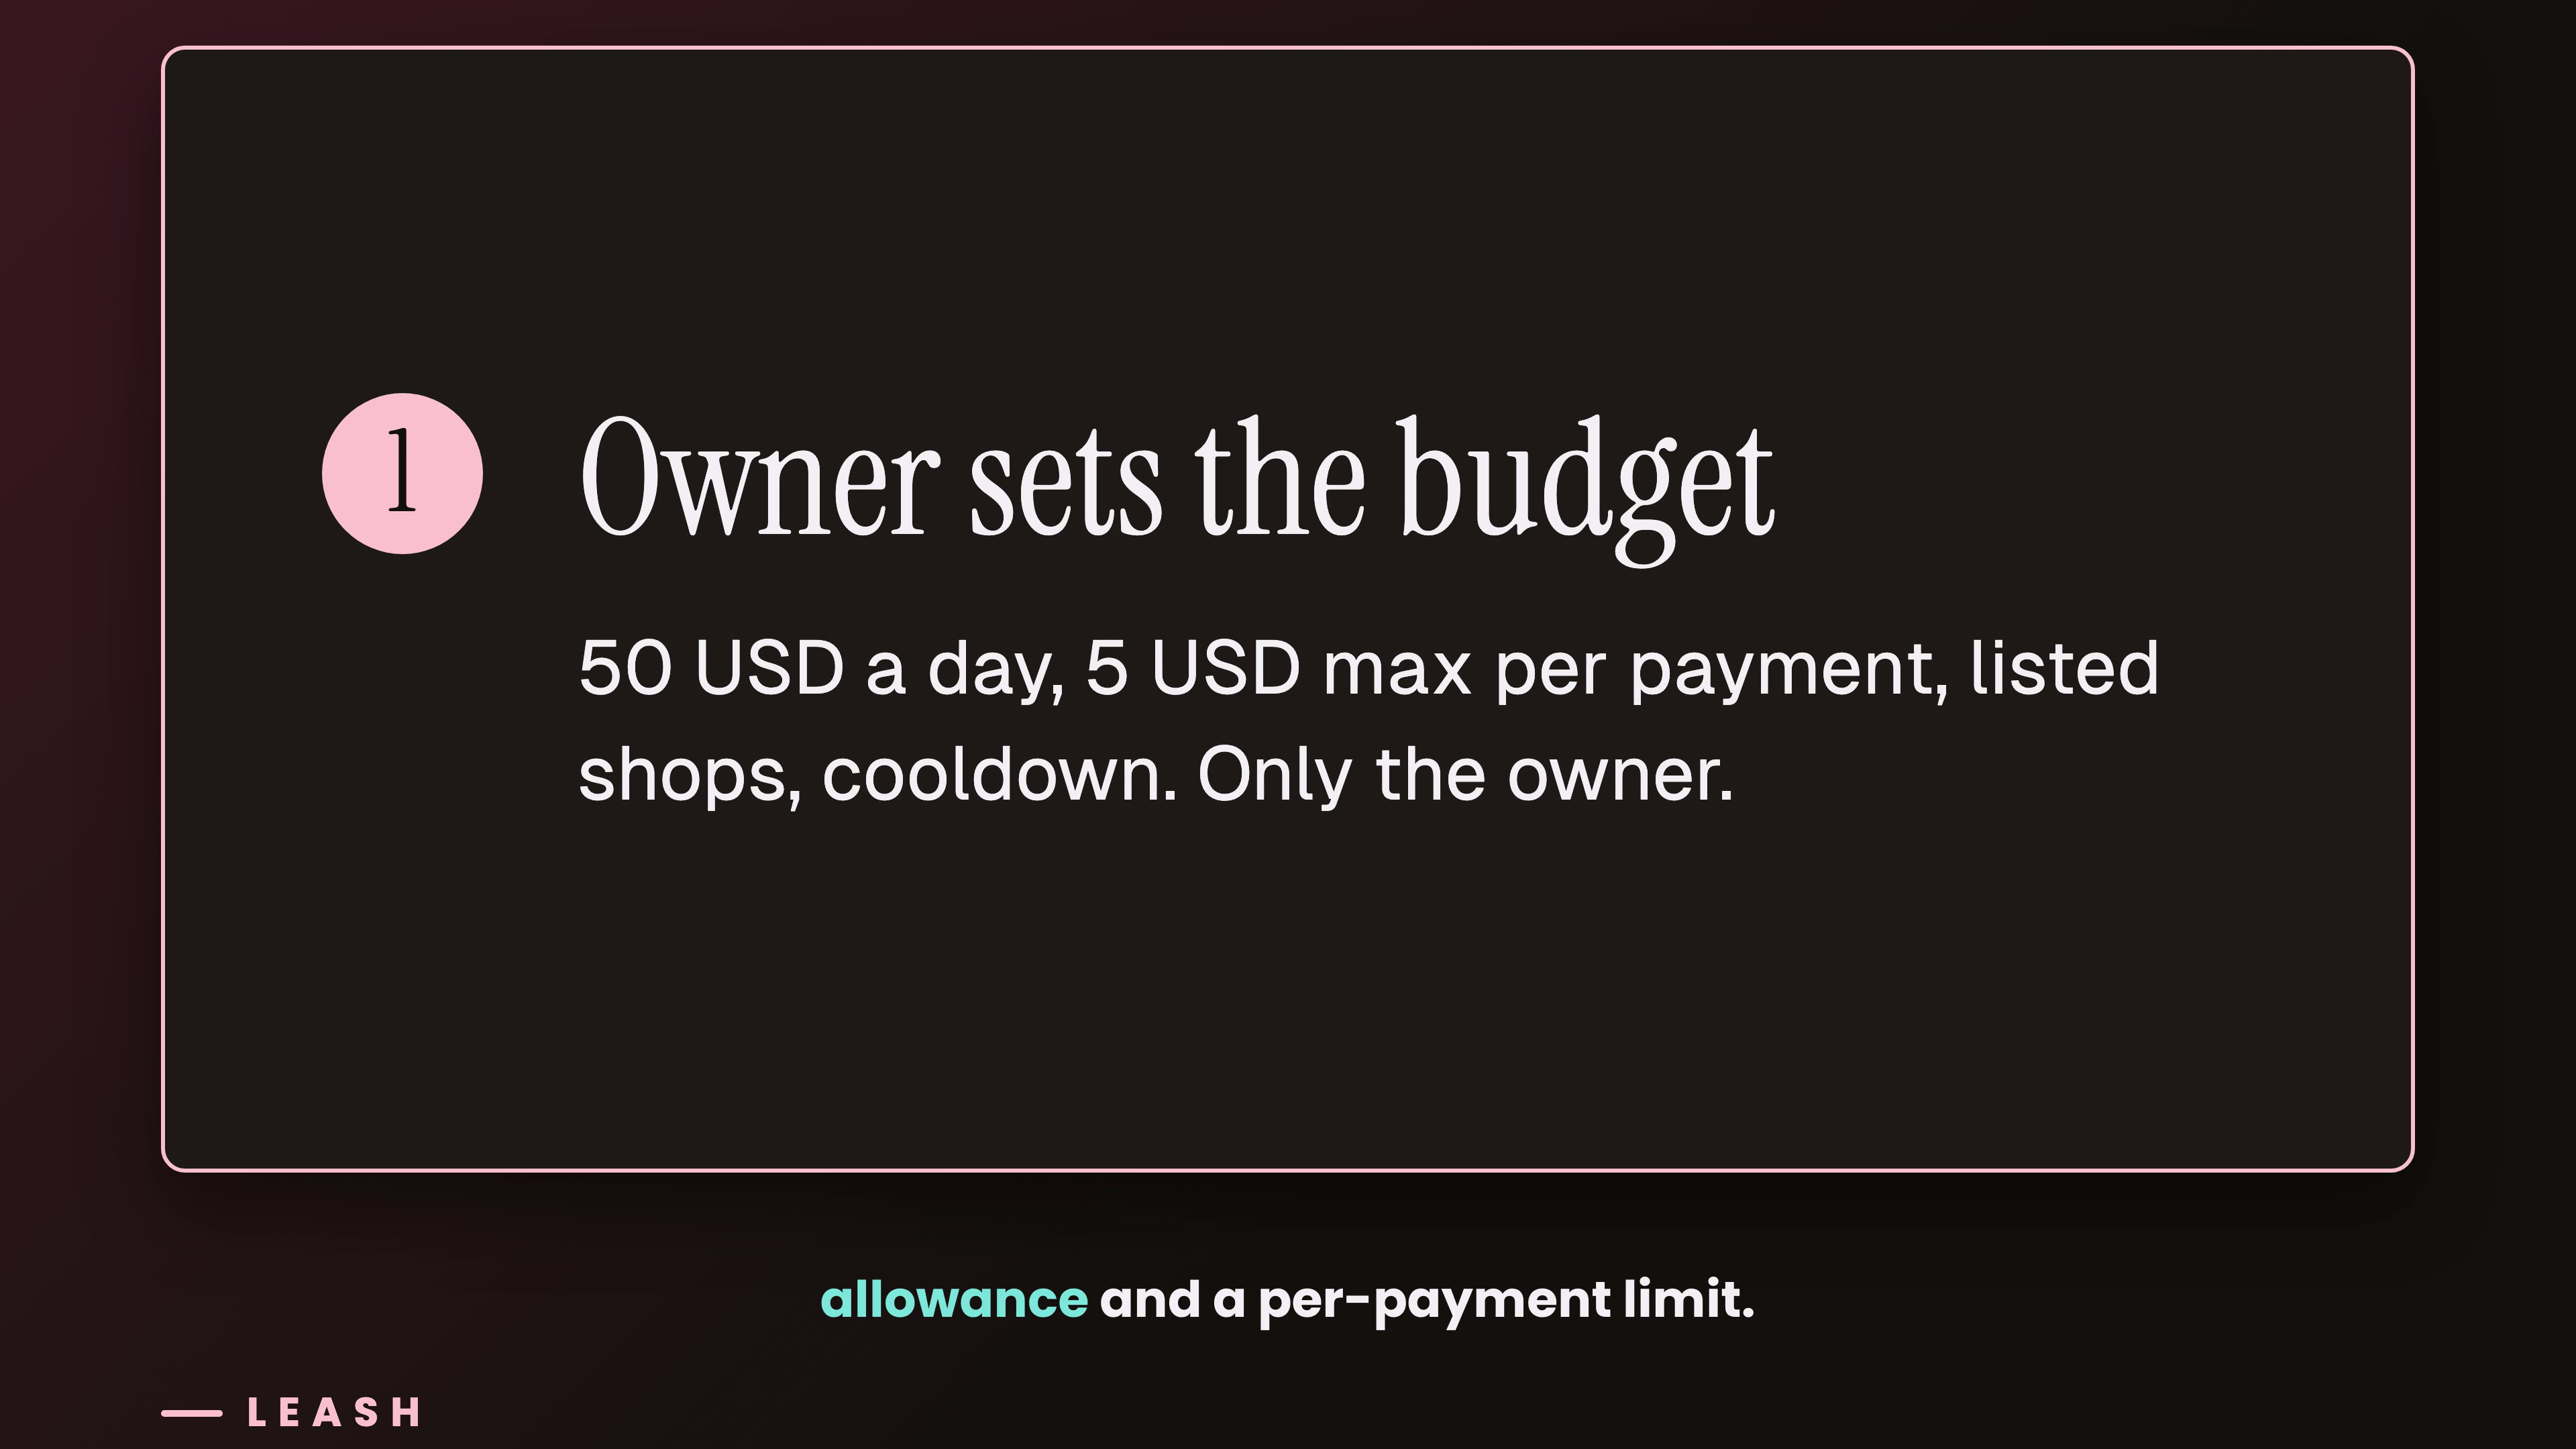 1
Owner sets the budget
50 USD a day, 5 USD max per payment, listed
shops, cooldown. Only the owner.
allowance and a per-payment limit.
LEASH